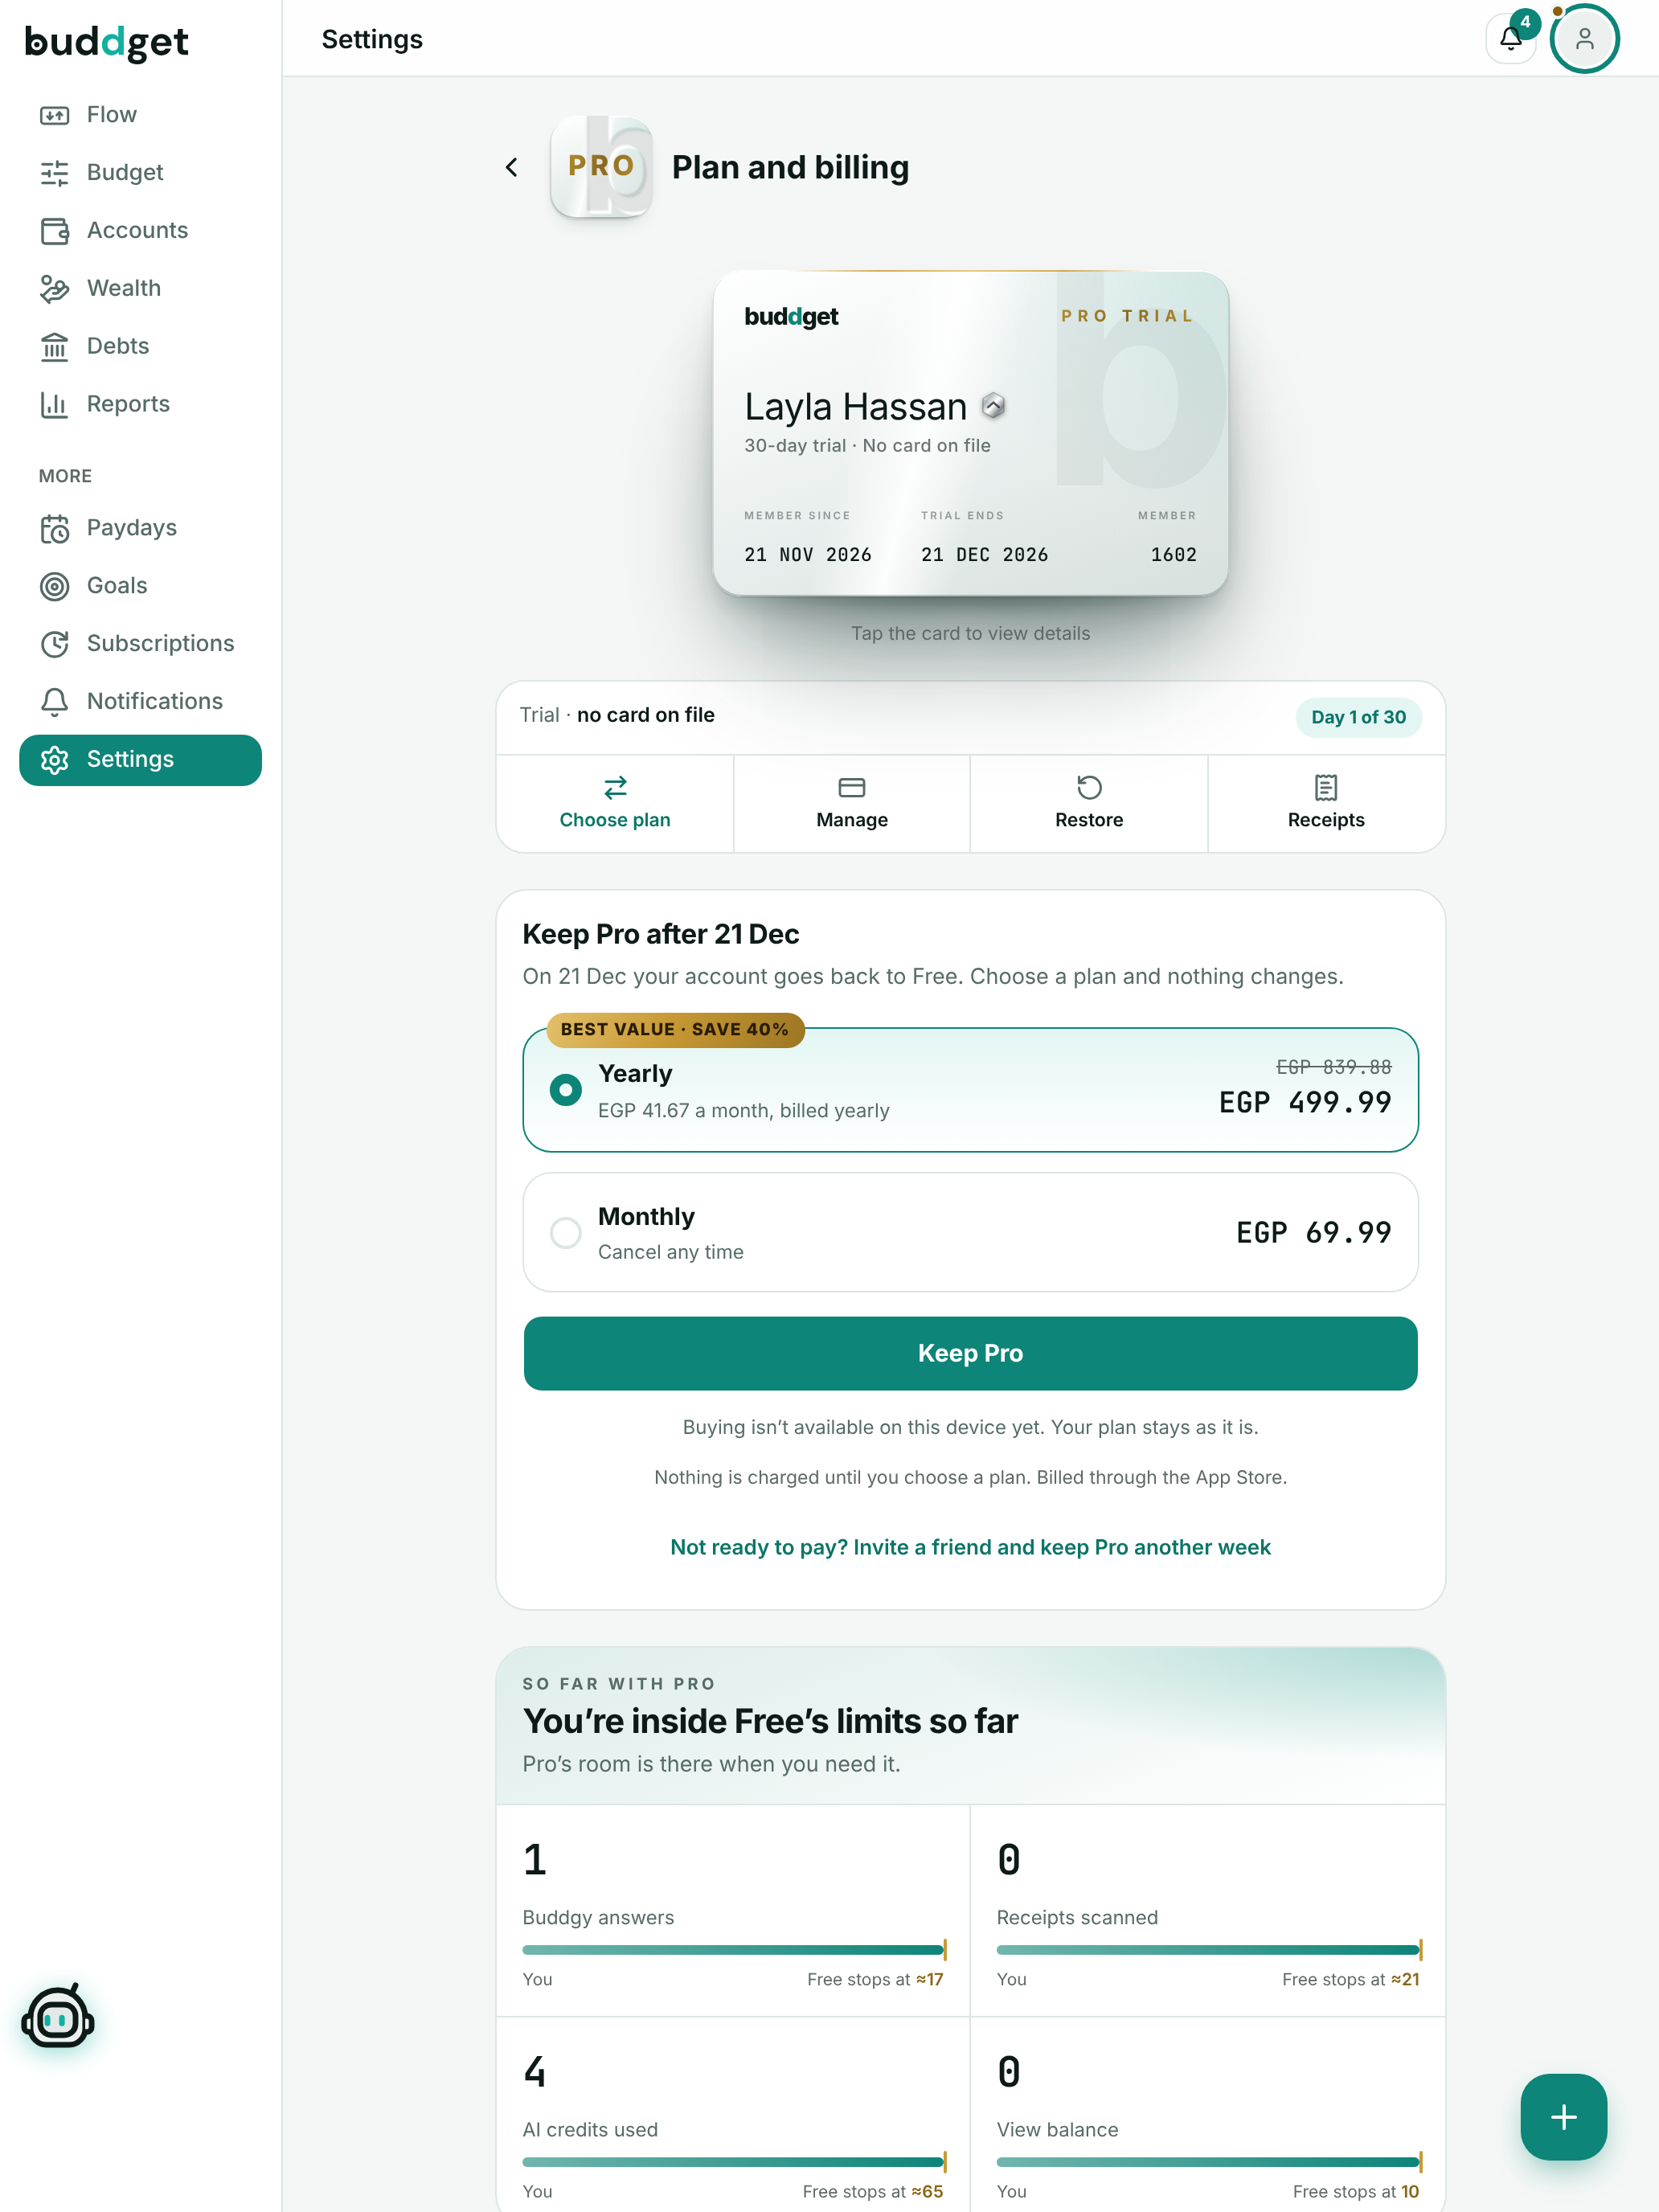 buddget
Settings
4
Flow
Budget
Accounts
Wealth
Debts
Reports
MORE
Paydays
Goals
Subscriptions
Notifications
Settings
PRO
Plan and billing
buddget
PRO TRIAL
Layla Hassan
30-day trial · No card on file
MEMBER SINCE
TRIAL ENDS
MEMBER
21 NOV 2026
21 DEC 2026
1602
Tap the card to view details
Trial · no card on file
Day 1 of 30
Choose plan
Manage
Restore
Receipts
Keep Pro after 21 Dec
On 21 Dec your account goes back to Free. Choose a plan and nothing changes.
BEST VALUE · SAVE 40%
Yearly
EGP 41.67 a month, billed yearly
EGP 839.88
EGP 499.99
Monthly
Cancel any time
EGP 69.99
Keep Pro
Buying isn’t available on this device yet. Your plan stays as it is.
Nothing is charged until you choose a plan. Billed through the App Store.
Not ready to pay? Invite a friend and keep Pro another week
SO FAR WITH PRO
You’re inside Free’s limits so far
Pro’s room is there when you need it.
1
Buddgy answers
You
Free stops at ≈17
0
Receipts scanned
You
Free stops at ≈21
4
AI credits used
You
Free stops at ≈65
0
View balance
You
Free stops at 10